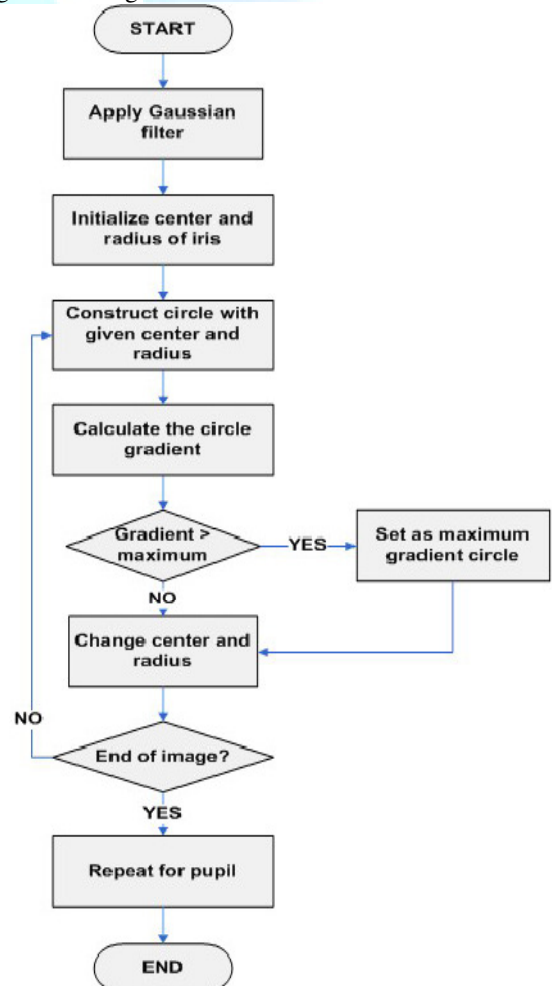 START
Apply Gaussian
filter
Initialize center and
radius of iris
Construct circle with
given center and
radius
Calculate the circle
gradient
Gradient >
maximum
YES
Set as maximum
gradient circle
NO
Change center and
radius
NO
End of image?
YES
Repeat for pupil
END